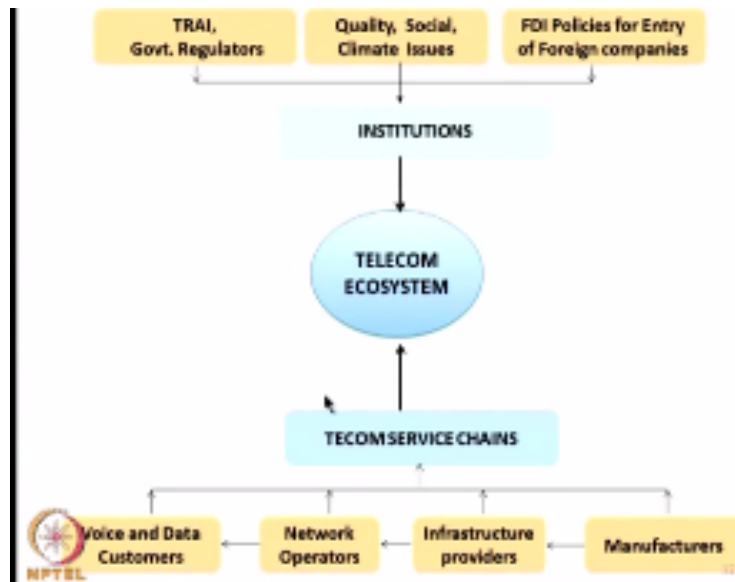 TRAI,
Govt. Regulators
Quality, Social,
Climate Issues
FDI Policies for Entry
of Foreign companies
INSTITUTIONS
TELECOM
ECOSYSTEM
TECOM SERVICE CHAINS
Voice and Data
Customers
Network
Operators
Infrastructure
providers
Manufacturers
NPTEL